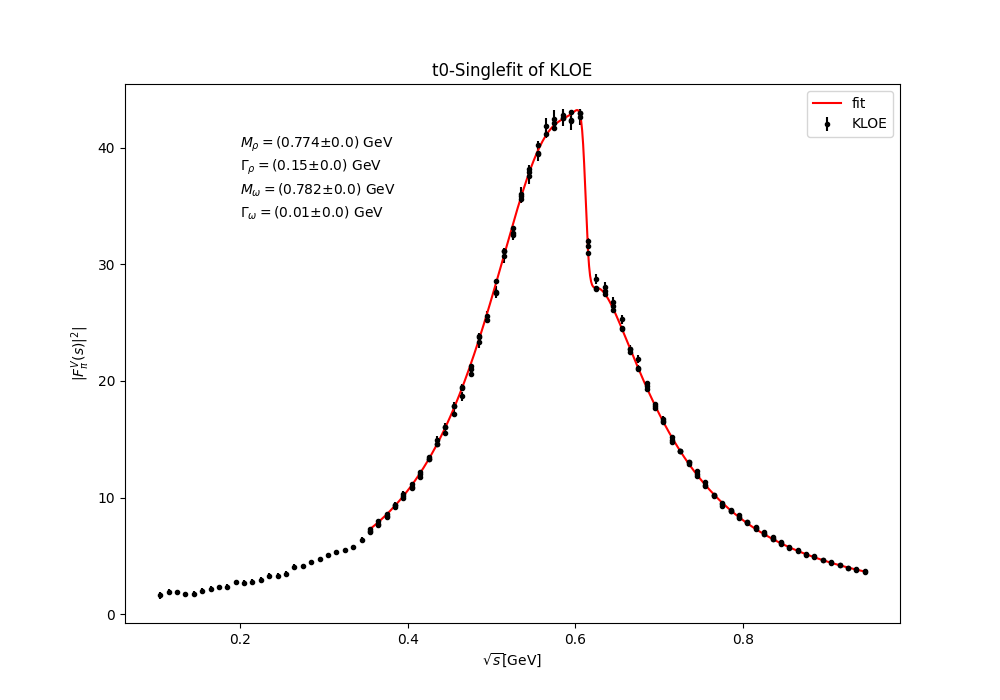 t0-Singlefit of KLOE
fit
KLOE
M_ρ = (0.774±0.0) GeV
Γ_ρ = (0.15±0.0) GeV
M_ω = (0.782±0.0) GeV
Γ_ω = (0.01±0.0) GeV
|F_π^V(s)|^2|
40
30
20
10
0
0.2 0.4 0.6 0.8
√s[GeV]